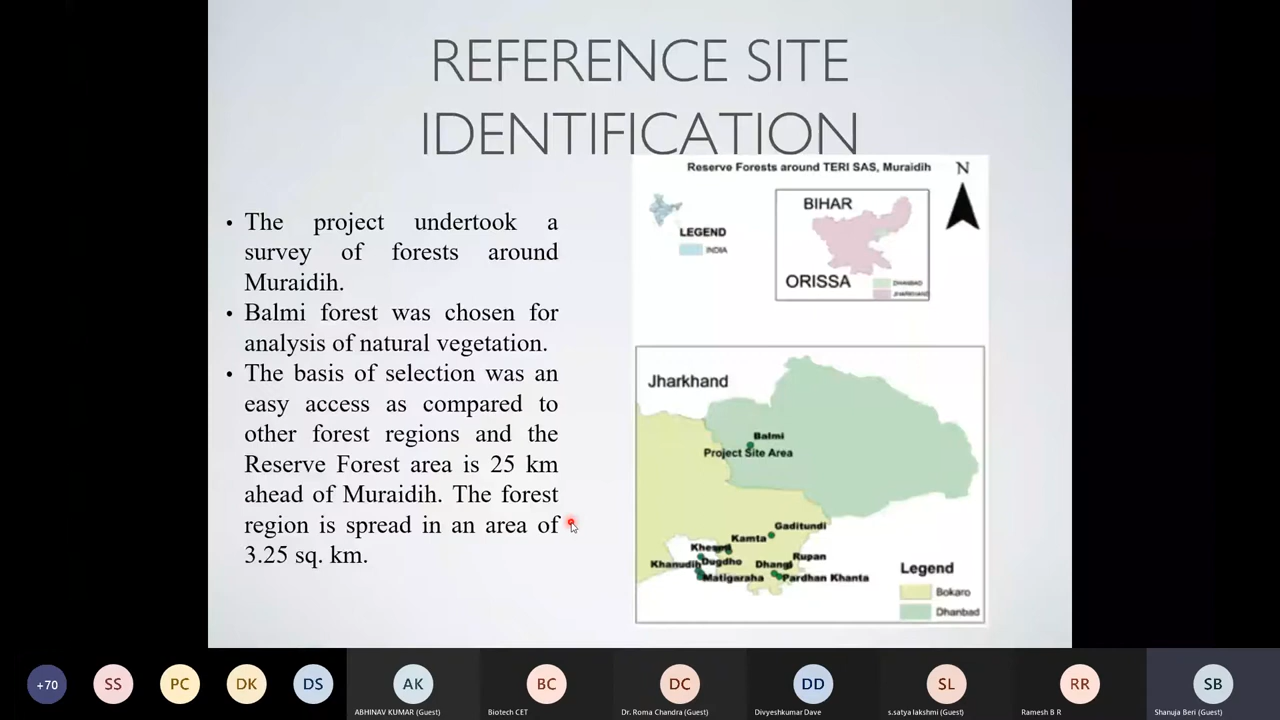 REFERENCE SITE
IDENTIFICATION
• The project undertook a
survey of forests around
Muraidih.
• Balmi forest was chosen for
analysis of natural vegetation.
• The basis of selection was an
easy access as compared to
other forest regions and the
Reserve Forest area is 25 km
ahead of Muraidih. The forest
region is spread in an area of
3.25 sq. km.
Reserve Forests around TERI SAS, Muraidih
N
LEGEND
INDIA
BIHAR
ORISSA
DHANBAD
JHARKHAND
Jharkhand
Balmi
Project Site Area
Gaditundi
Kamta
Rupan
Khanudih
Dugdho
Matigaraha
Pardhan Khanta
Legend
Bokaro
Dhanbad
+70
SS
PC
DK
DS
AK
BC
DC
DD
SL
RR
SB
ABHINAV KUMAR (Guest)
Biotech CET
Dr. Roma Chandra (Guest)
Divyeshkumar Dave
s.satya lakshmi (Guest)
Ramesh B R
Shanuja Beri (Guest)